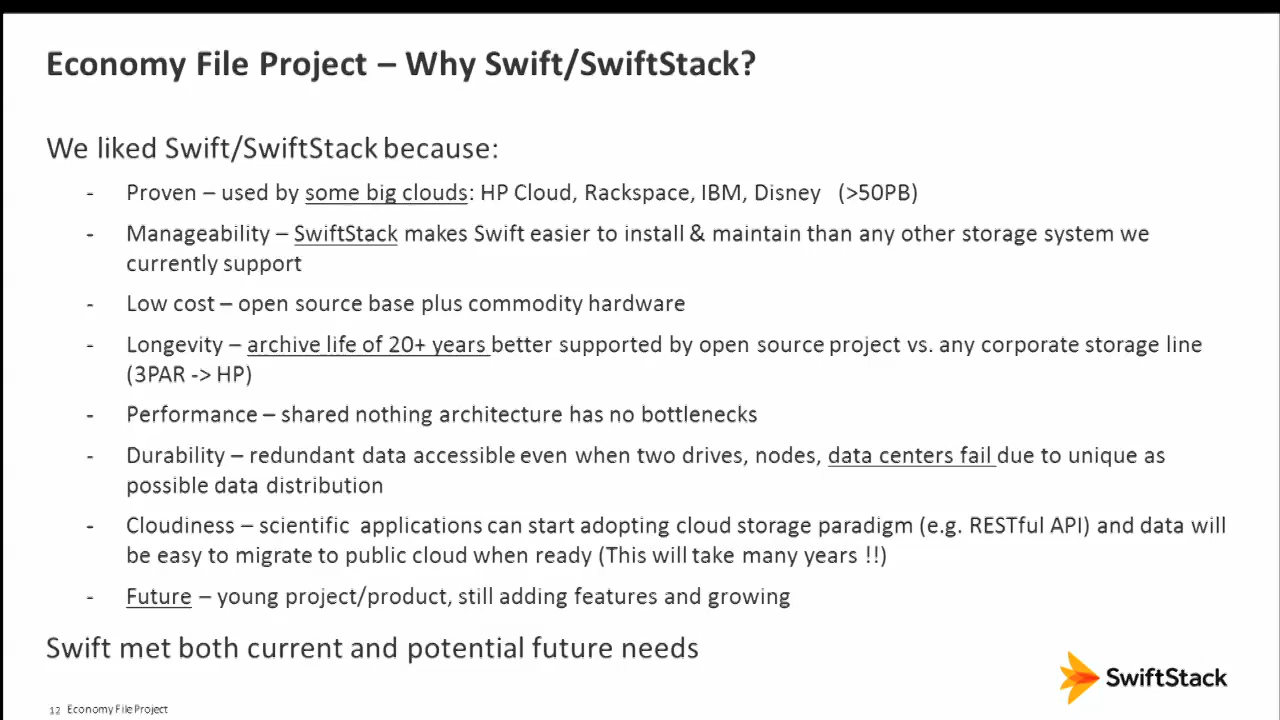 Economy File Project – Why Swift/SwiftStack?
We liked Swift/SwiftStack because:
- Proven – used by some big clouds: HP Cloud, Rackspace, IBM, Disney (>50PB)
- Manageability – SwiftStack makes Swift easier to install & maintain than any other storage system we
currently support
- Low cost – open source base plus commodity hardware
- Longevity – archive life of 20+ years better supported by open source project vs. any corporate storage line
(3PAR -> HP)
- Performance – shared nothing architecture has no bottlenecks
- Durability – redundant data accessible even when two drives, nodes, data centers fail due to unique as
possible data distribution
- Cloudiness – scientific applications can start adopting cloud storage paradigm (e.g. RESTful API) and data will
be easy to migrate to public cloud when ready (This will take many years !!)
- Future – young project/product, still adding features and growing
Swift met both current and potential future needs
SwiftStack
12 Economy File Project